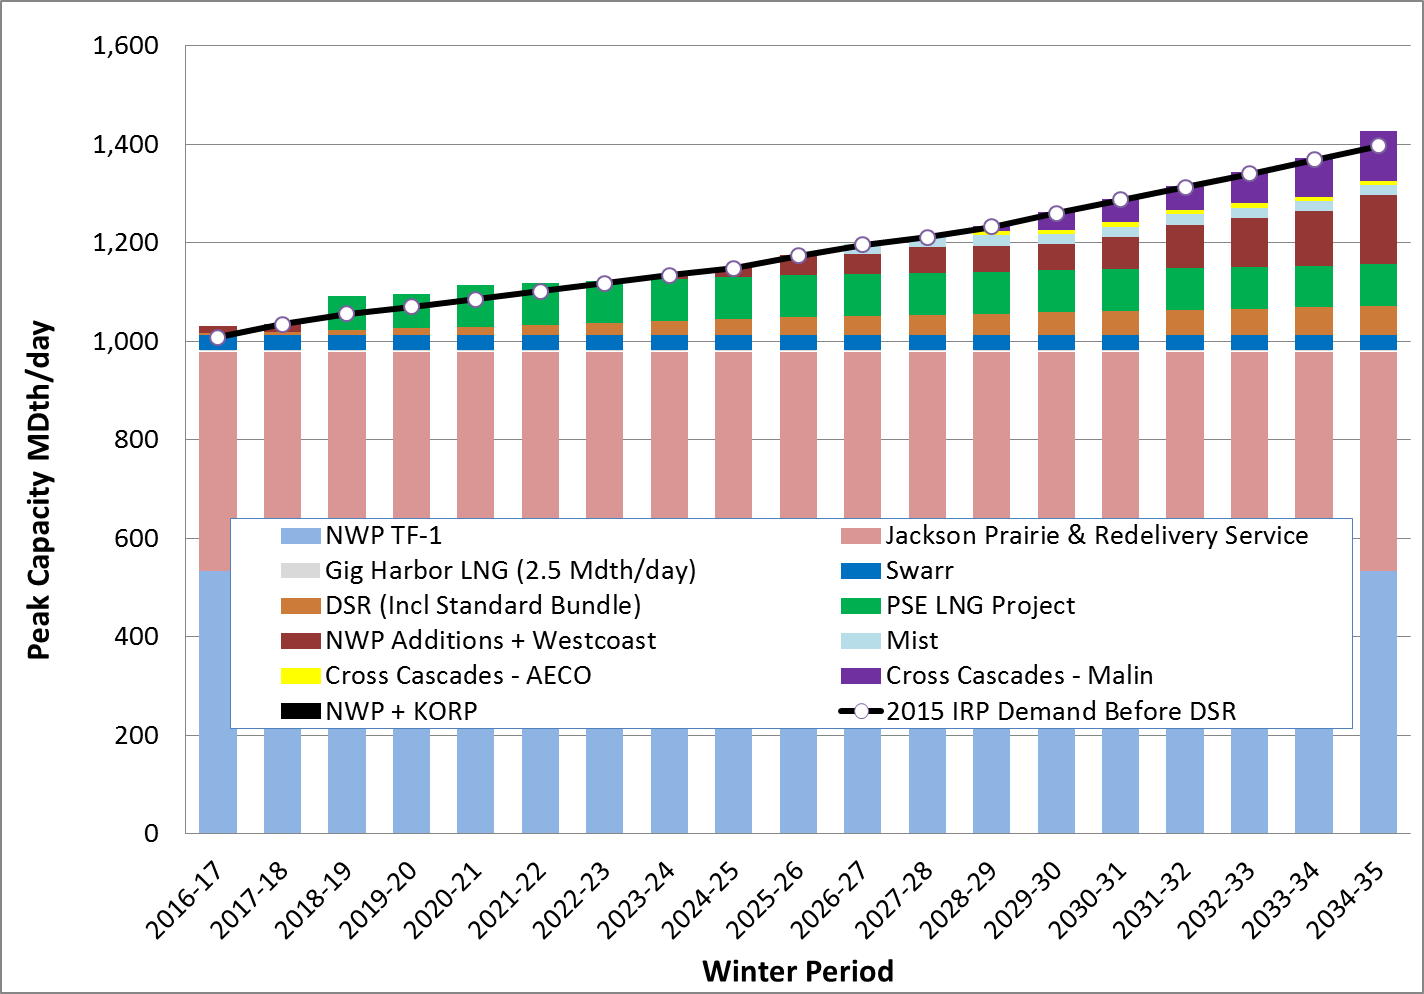 1,600
1,400
1,200
1,000
800
600
400
200
0
Peak Capacity MDth/day
NWP TF-1
Jackson Prairie & Redelivery Service
Gig Harbor LNG (2.5 Mdth/day)
Swarr
DSR (Incl Standard Bundle)
PSE LNG Project
NWP Additions + Westcoast
Mist
Cross Cascades - AECO
Cross Cascades - Malin
NWP + KORP
2015 IRP Demand Before DSR
2016-17
2017-18
2018-19
2019-20
2020-21
2021-22
2022-23
2023-24
2024-25
2025-26
2026-27
2027-28
2028-29
2029-30
2030-31
2031-32
2032-33
2033-34
2034-35
Winter Period